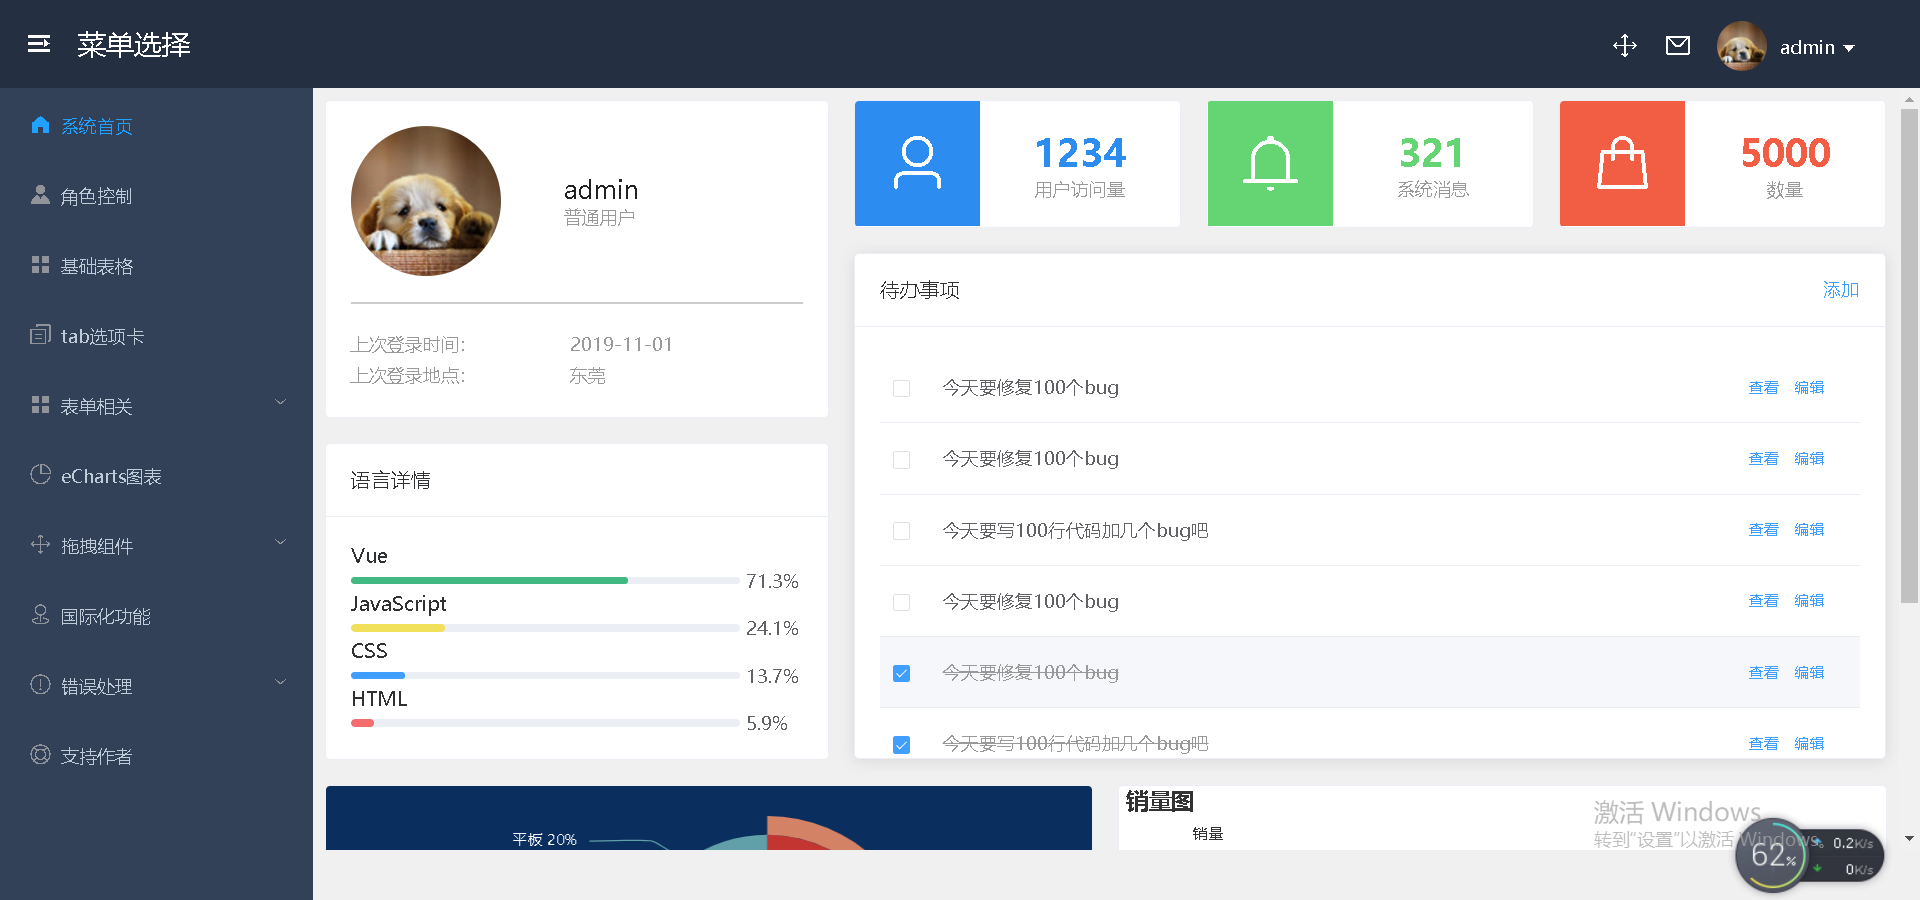 菜单选择
admin
系统首页
角色控制
基础表格
tab选项卡
表单相关
eCharts图表
拖拽组件
国际化功能
错误处理
支持作者
admin
普通用户
上次登录时间: 2019-11-01
上次登录地点: 东莞
语言详情
Vue
71.3%
JavaScript
24.1%
CSS
13.7%
HTML
5.9%
1234
用户访问量
321
系统消息
5000
数量
待办事项 添加
今天要修复100个bug 查看 编辑
今天要修复100个bug 查看 编辑
今天要写100行代码加几个bug吧 查看 编辑
今天要修复100个bug 查看 编辑
今天要修复100个bug 查看 编辑
今天要写100行代码加几个bug吧 查看 编辑
平板 20%
销量图
销量
激活 Windows
转到"设置"以激活 Windows
62%
0.2K/s
0K/s